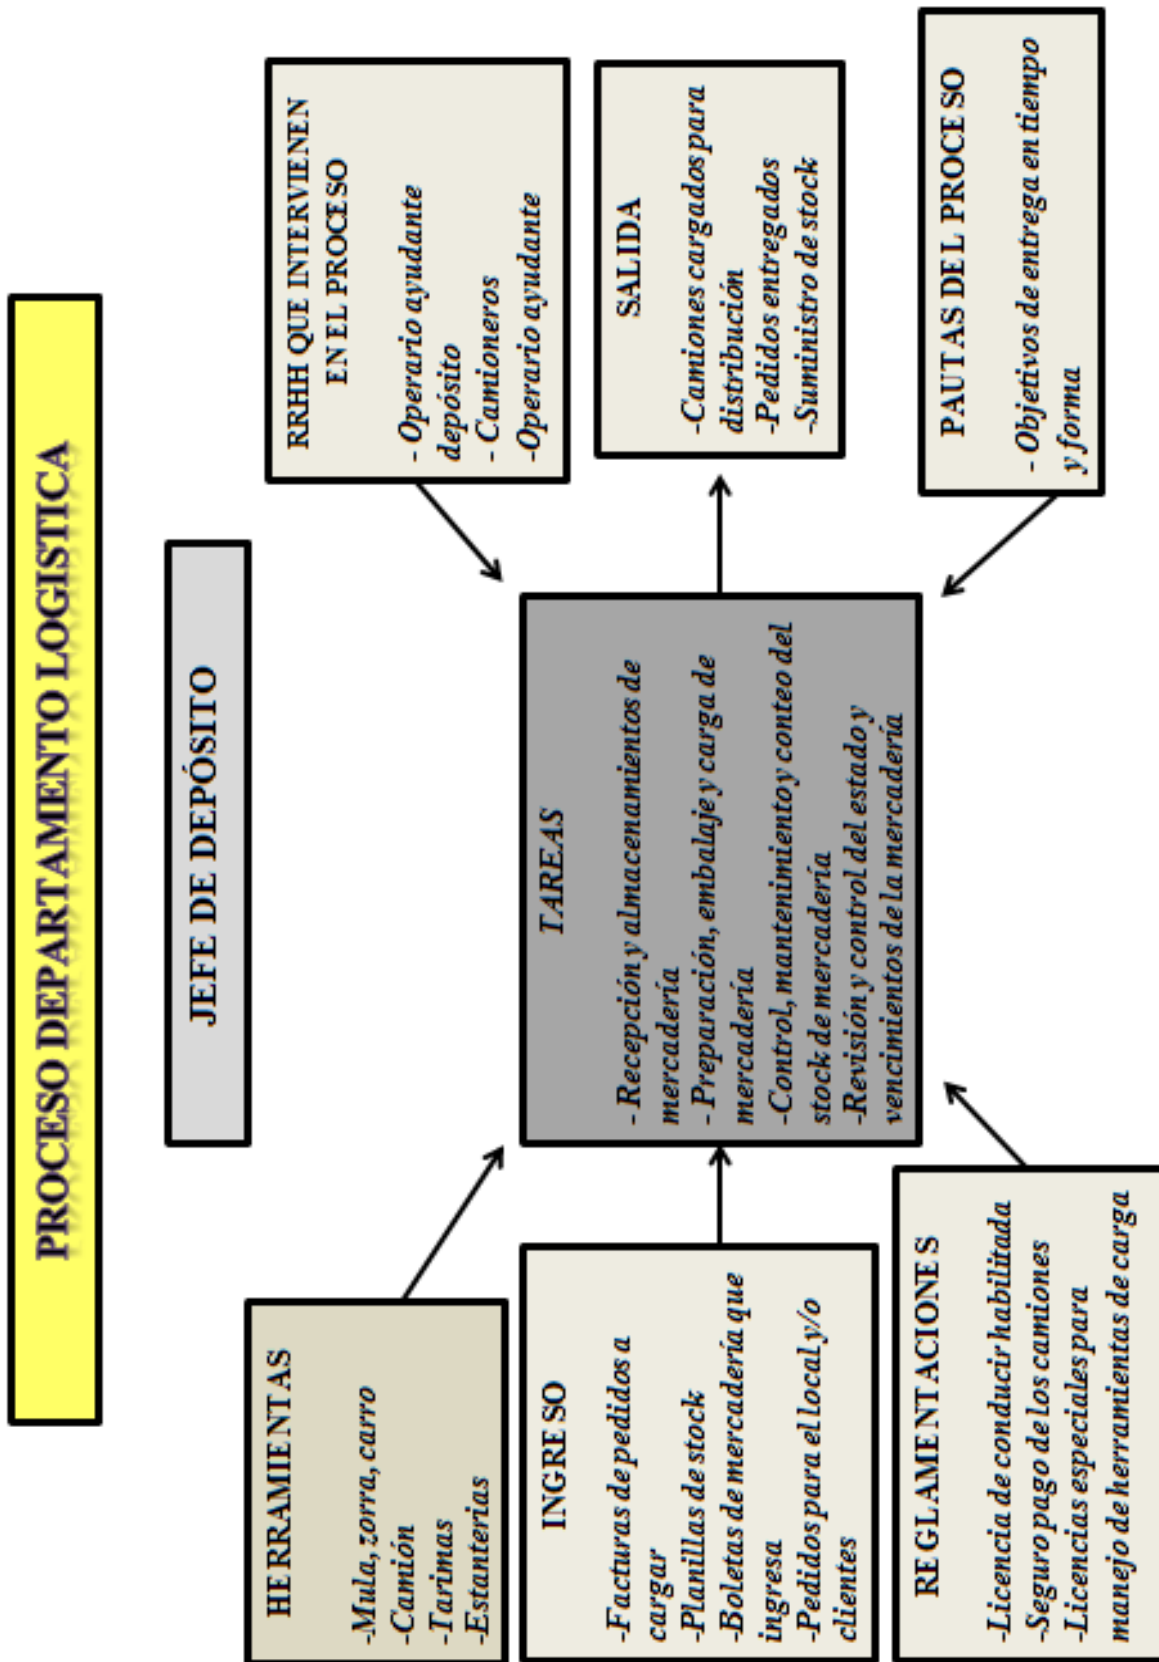 PROCESO DEPARTAMENTO LOGISTICA
JEFE DE DEPÓSITO
HERRAMIENTAS
-Mula, zorra, carro
-Camión
-Tarimas
-Estanterias
RRHH QUE INTERVIENEN
EN EL PROCESO
- Operario ayudante
depósito
- Camioneros
-Operario ayudante
INGRESO
-Facturas de pedidos a
cargar
-Planillas de stock
-Boletas de mercadería que
ingresa
-Pedidos para el local y/o
clientes
TAREAS
- Recepción y almacenamientos de
mercadería
- Preparación, embalaje y carga de
mercadería
-Control, mantenimimto y conteo del
stock de mercadería
-Revisión y control del estado y
vencimientos de la mercadería
SALIDA
-Camiones cargados para
distribución
-Pedidos entregados
-Suministro de stock
REGLAMENTACIONES
-Licencia de conducir habilitada
-Seguro pago de los camiones
-Licencias especiales para
manejo de herramientas de carga
PAUTAS DEL PROCESO
- Objetivos de entrega en tiempo
y forma